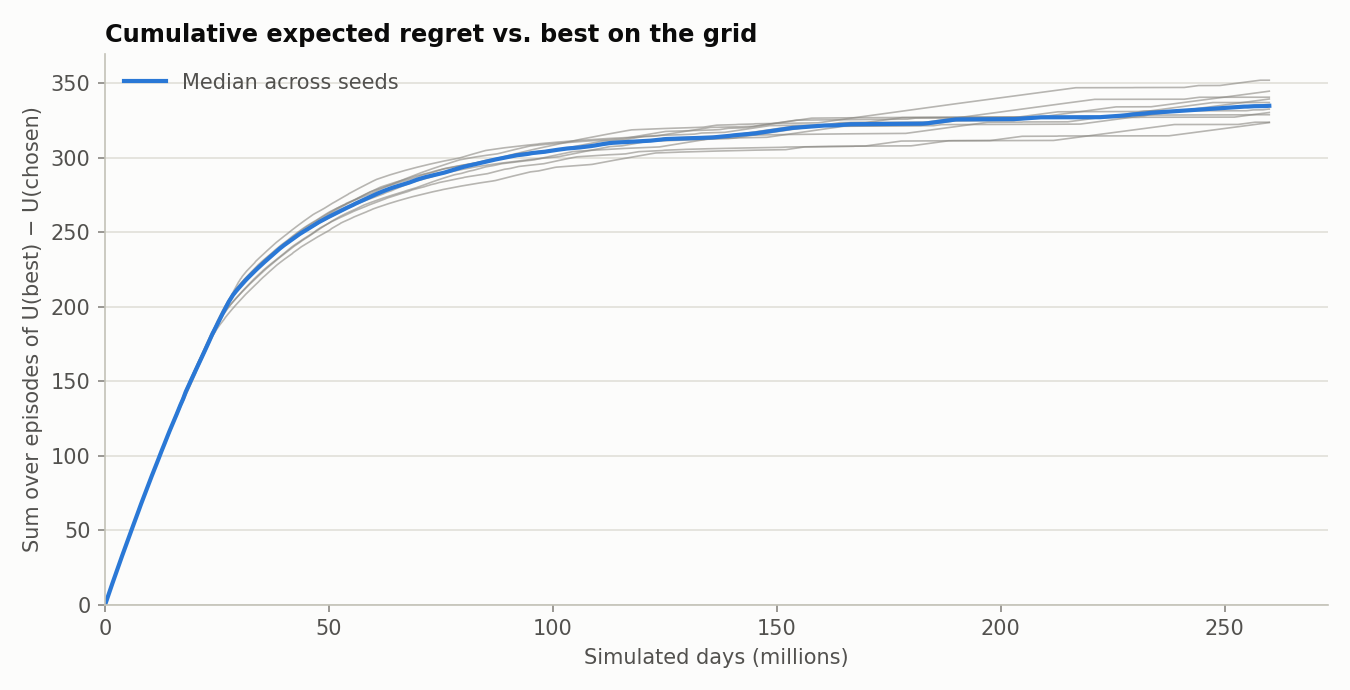 Cumulative expected regret vs. best on the grid
Median across seeds
Sum over episodes of U(best) − U(chosen)
350
300
250
200
150
100
50
0
0 50 100 150 200 250
Simulated days (millions)